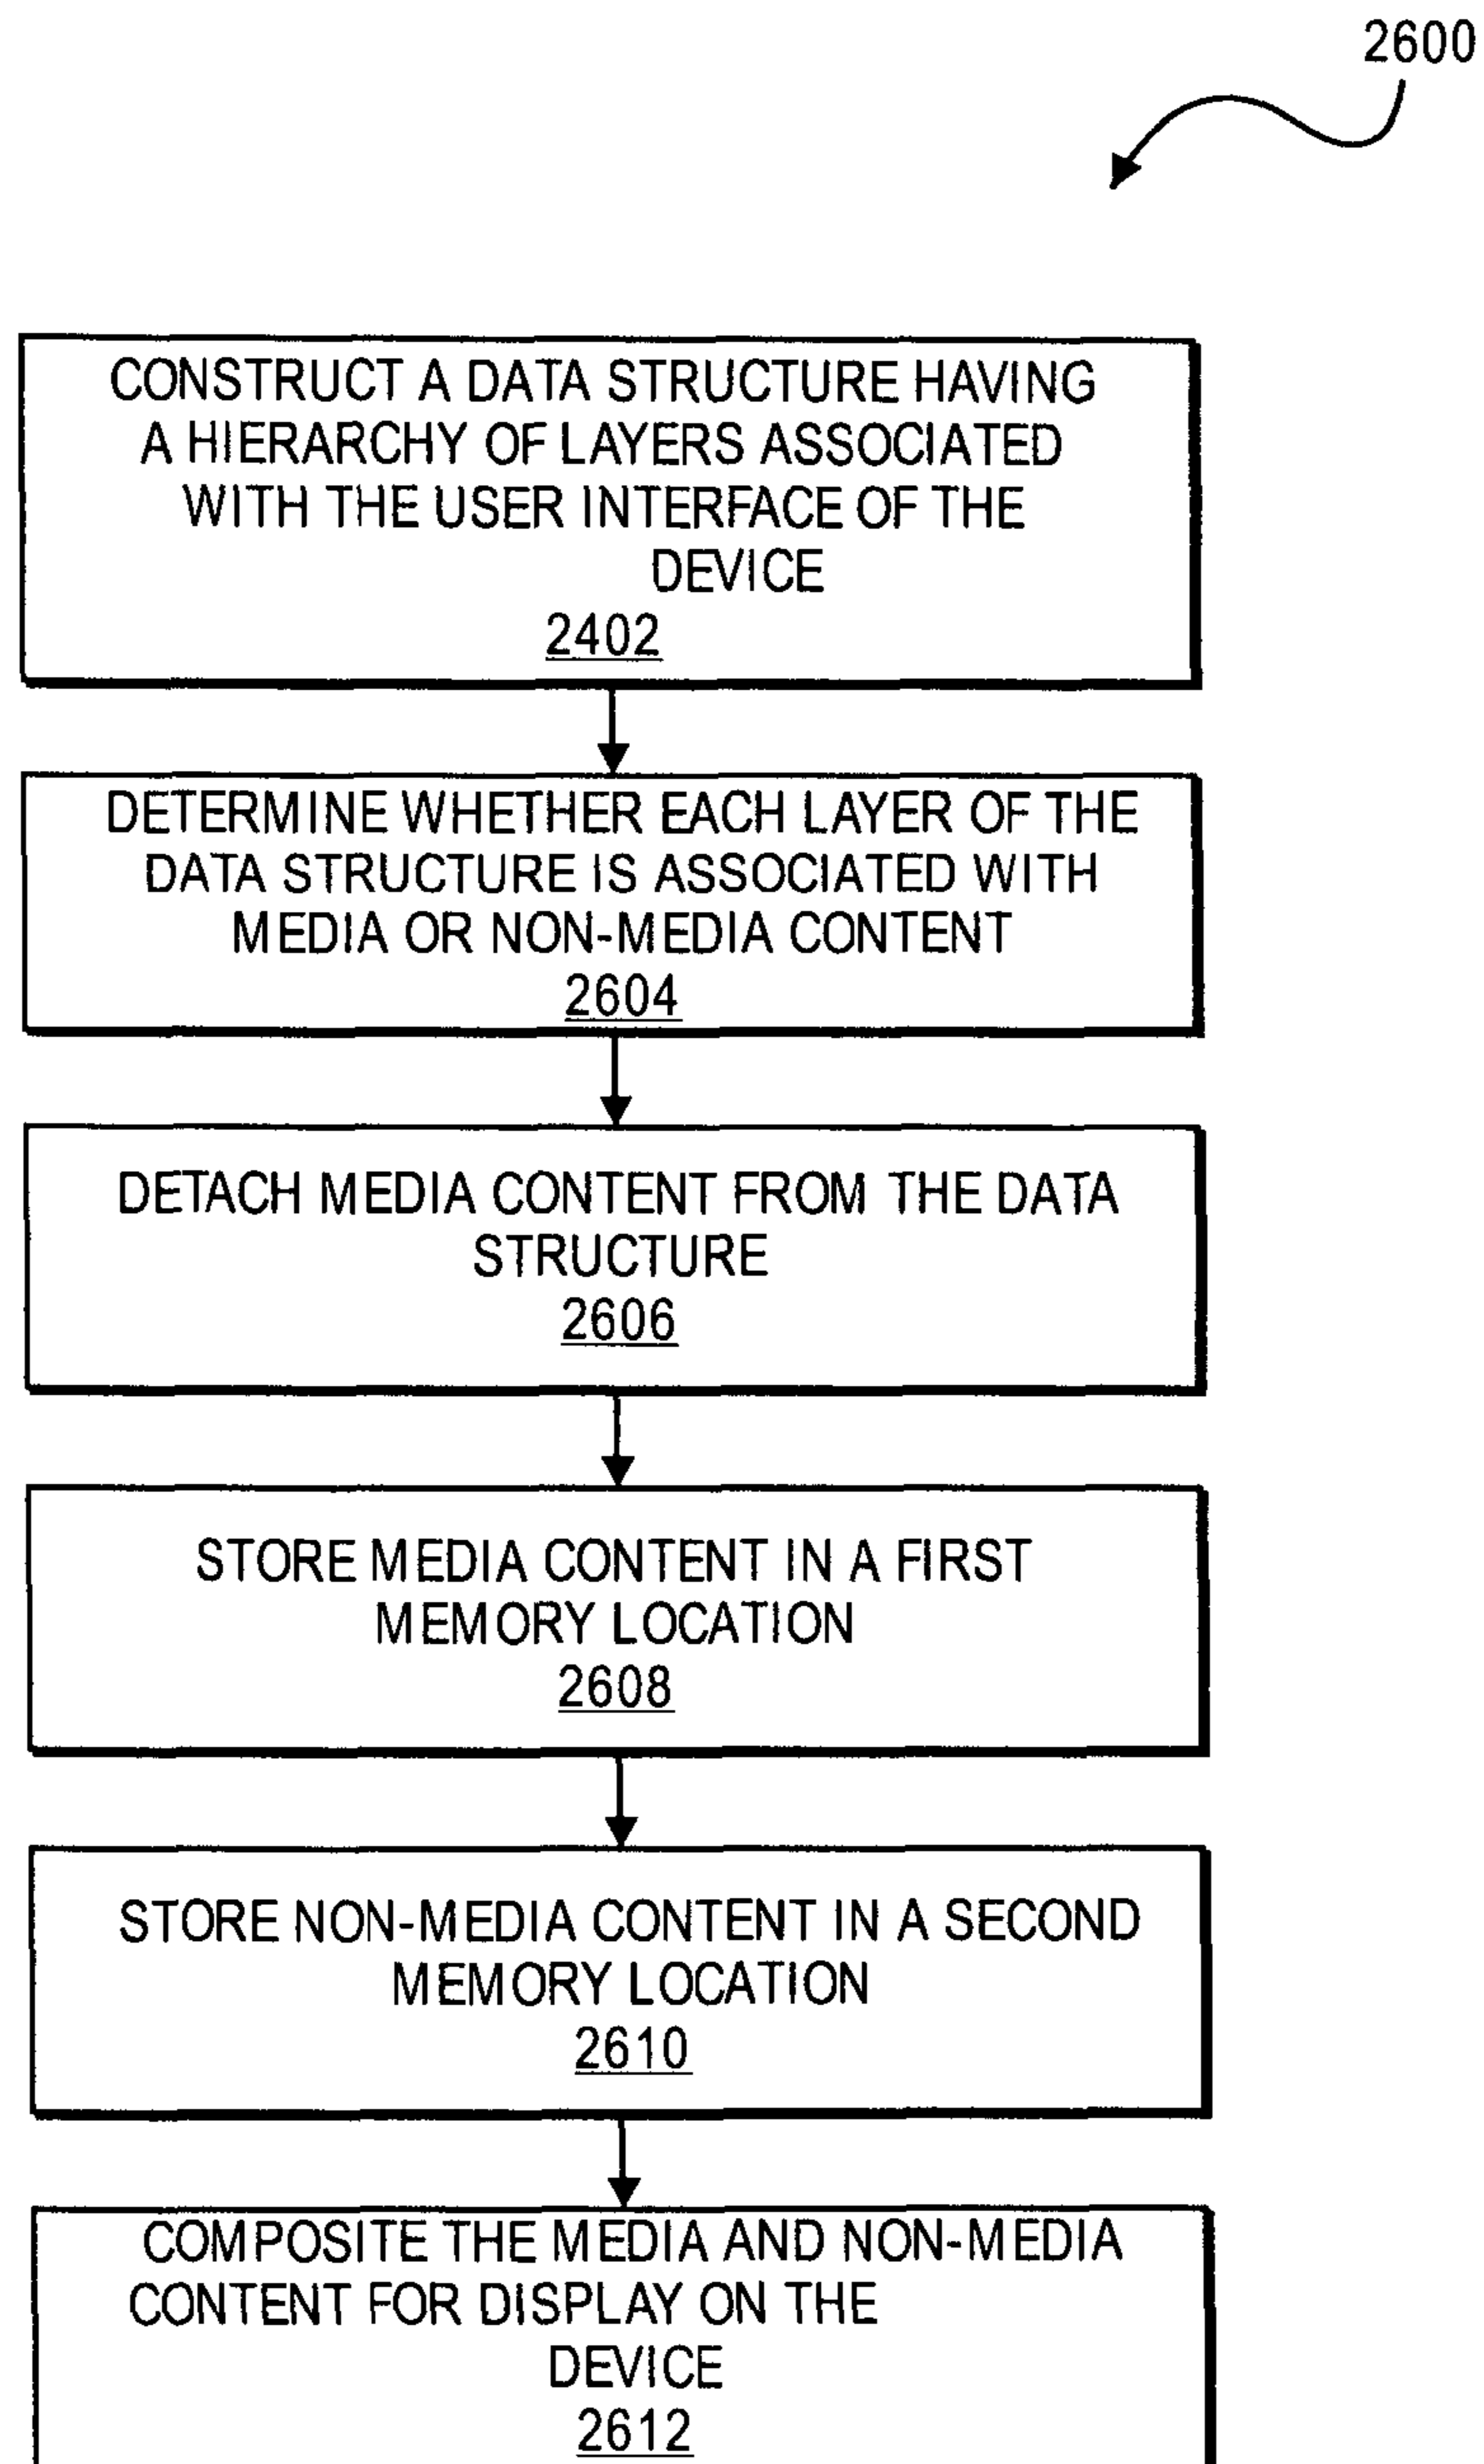 2600
CONSTRUCT A DATA STRUCTURE HAVING
A HIERARCHY OF LAYERS ASSOCIATED
WITH THE USER INTERFACE OF THE
DEVICE
2402
DETERMINE WHETHER EACH LAYER OF THE
DATA STRUCTURE IS ASSOCIATED WITH
MEDIA OR NON-MEDIA CONTENT
2604
DETACH MEDIA CONTENT FROM THE DATA
STRUCTURE
2606
STORE MEDIA CONTENT IN A FIRST
MEMORY LOCATION
2608
STORE NON-MEDIA CONTENT IN A SECOND
MEMORY LOCATION
2610
COMPOSITE THE MEDIA AND NON-MEDIA
CONTENT FOR DISPLAY ON THE
DEVICE
2612